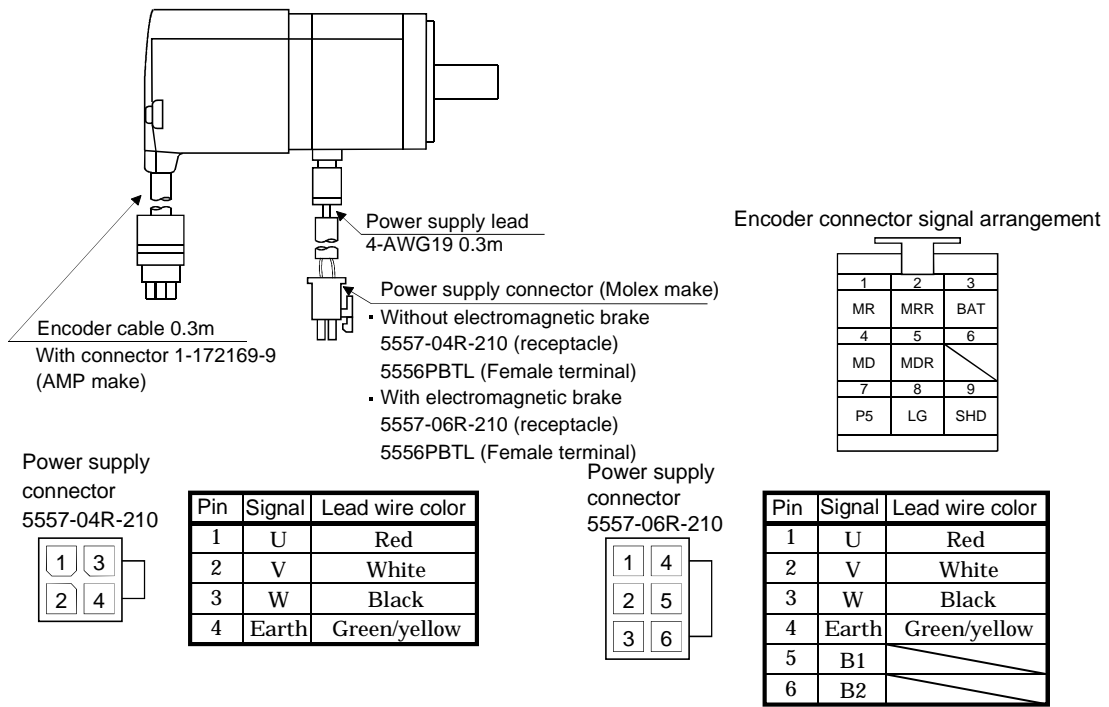 Power supply lead
4-AWG19 0.3m
Power supply connector (Molex make)
Without electromagnetic brake
5557-04R-210 (receptacle)
5556PBTL (Female terminal)
With electromagnetic brake
5557-06R-210 (receptacle)
5556PBTL (Female terminal)
Encoder cable 0.3m
With connector 1-172169-9
(AMP make)
Encoder connector signal arrangement
1 2 3
MR MRR BAT
4 5 6
MD MDR
7 8 9
P5 LG SHD
Power supply
connector
5557-04R-210
1 3
2 4
Pin Signal Lead wire color
1 U Red
2 V White
3 W Black
4 Earth Green/yellow
Power supply
connector
5557-06R-210
1 4
2 5
3 6
Pin Signal Lead wire color
1 U Red
2 V White
3 W Black
4 Earth Green/yellow
5 B1
6 B2